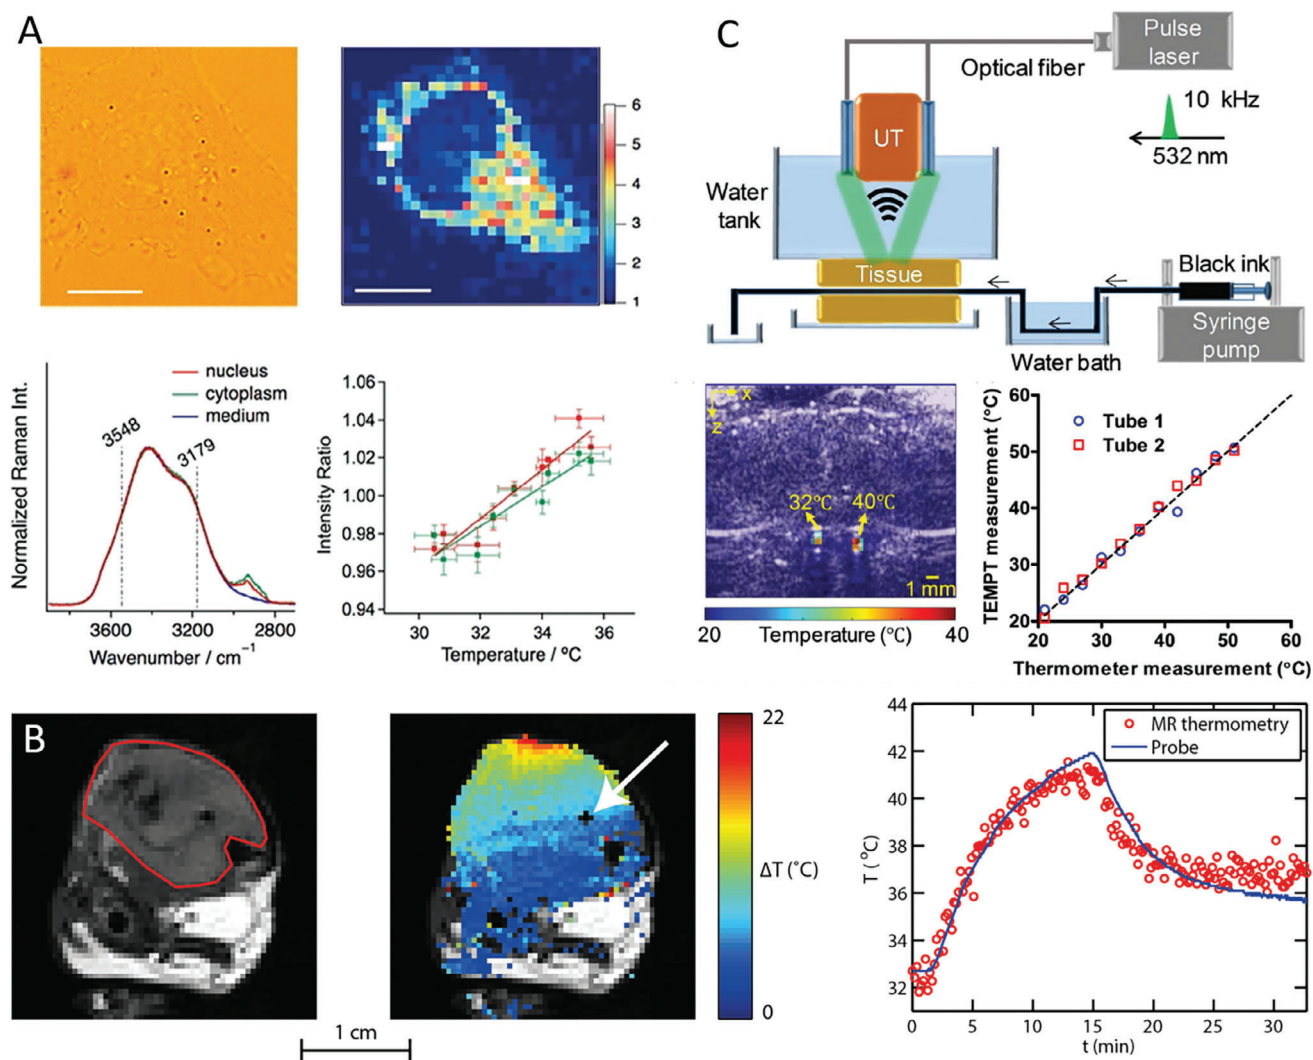 A
6
5
4
3
2
1
C
Pulse
laser
Optical fiber
10 kHz
532 nm
UT
Water
tank
Tissue
Black ink
Syringe
pump
Water bath
Normalized Raman Int.
nucleus
cytoplasm
medium
3548
3179
3600
3200
2800
Wavenumber / cm⁻¹
Intensity Ratio
1.06
1.04
1.02
1.00
0.98
0.96
0.94
30
32
34
36
Temperature / °C
x
z
32℃
40℃
1 mm
20
Temperature (℃)
40
TEMPT measurement (°C)
60
50
40
30
20
Tube 1
Tube 2
20
30
40
50
60
Thermometer measurement (°C)
B
1 cm
22
ΔT (°C)
0
T (°C)
44
42
40
38
36
34
32
MR thermometry
Probe
0
5
10
15
20
25
30
t (min)